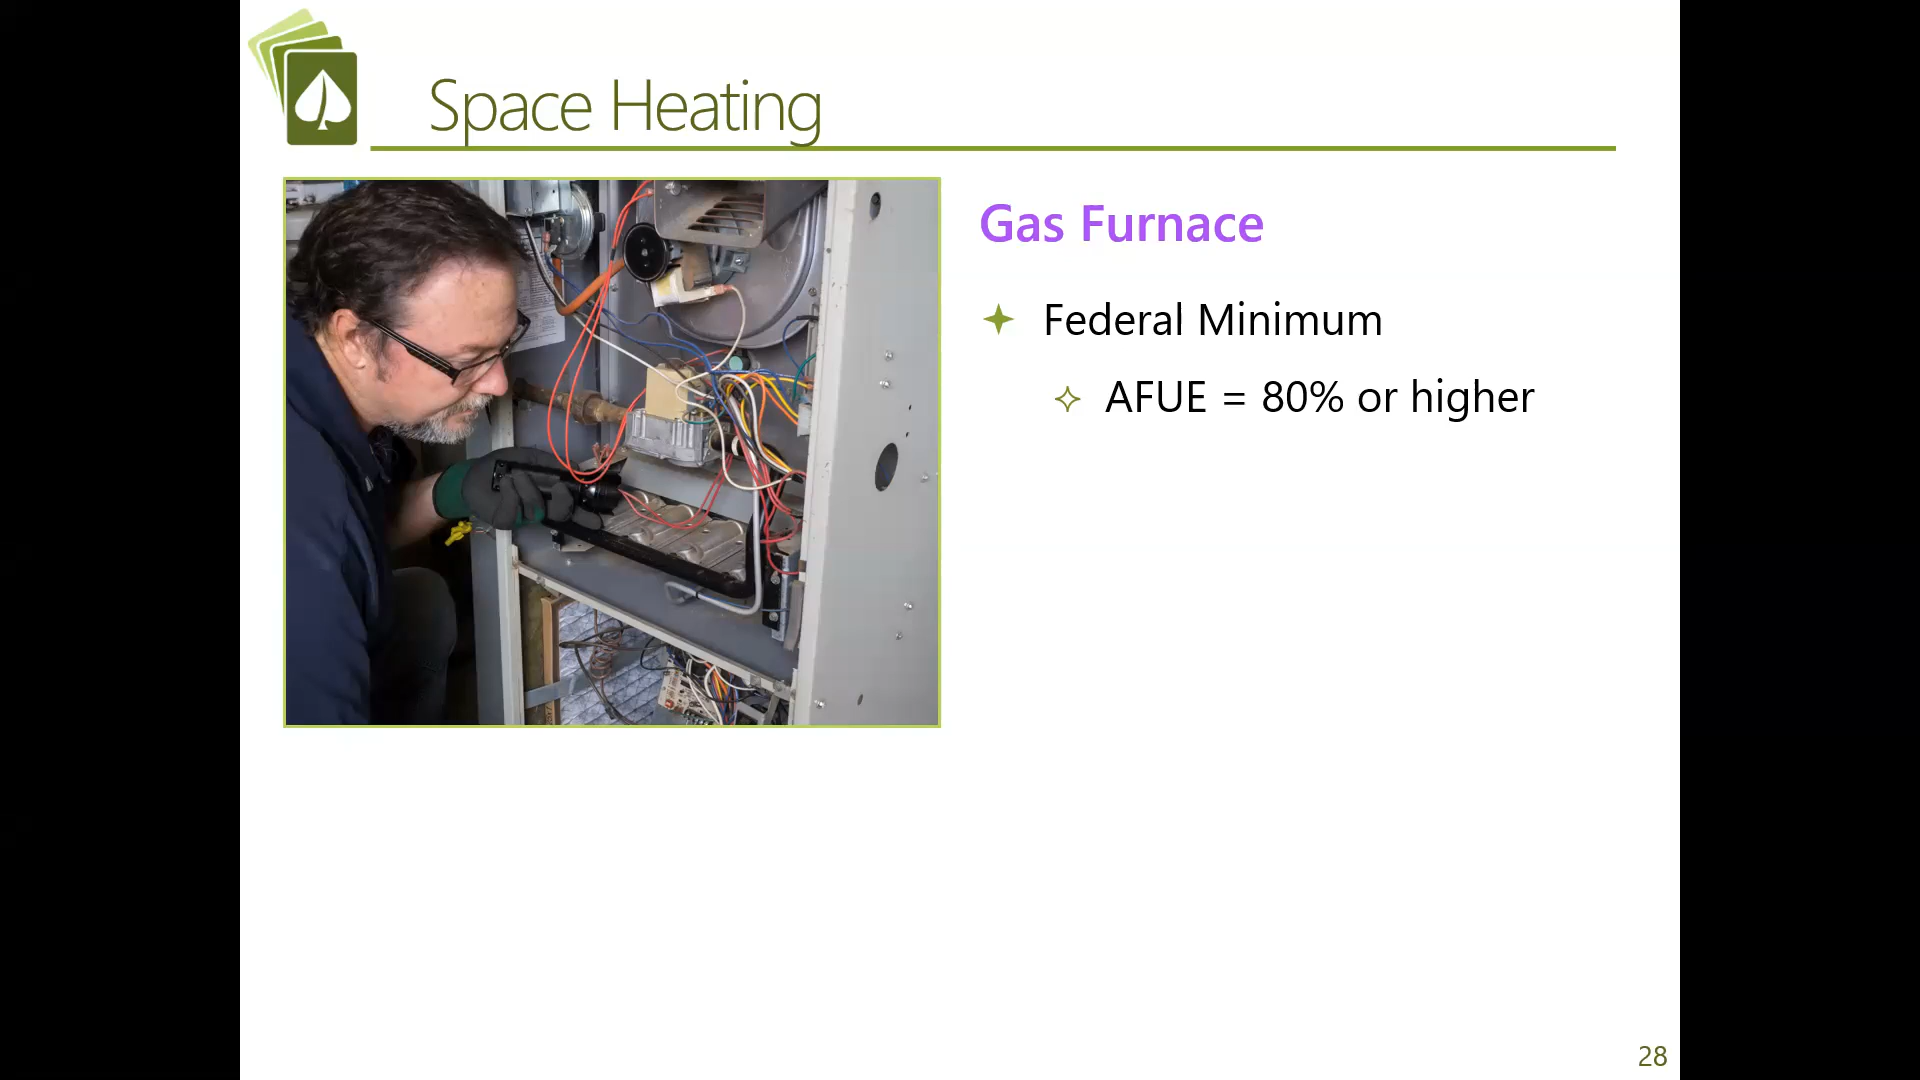 Space Heating
Gas Furnace
Federal Minimum
AFUE = 80% or higher
28